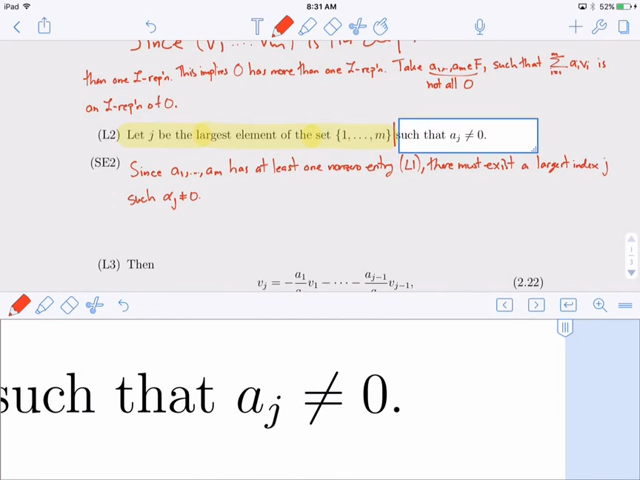 iPad
8:31 AM
52%
Since (v1, ..., vm) is
than one Z-rep'n. This implies 0 has more than one Z-rep'n. Take a1,...,am∈F, such that ∑ aivi is
i=1
not all 0
an Z-rep'n of 0.
(L2) Let j be the largest element of the set {1, . . . , m} such that aj ≠ 0.
(SE2) Since a1,..., am has at least one nonzero entry (L1), there must exist a largest index j
such aj ≠ 0.
(L3) Then
vj = − a1 v1 − · · · − aj−1 vj−1, (2.22)
such that aj ≠ 0.